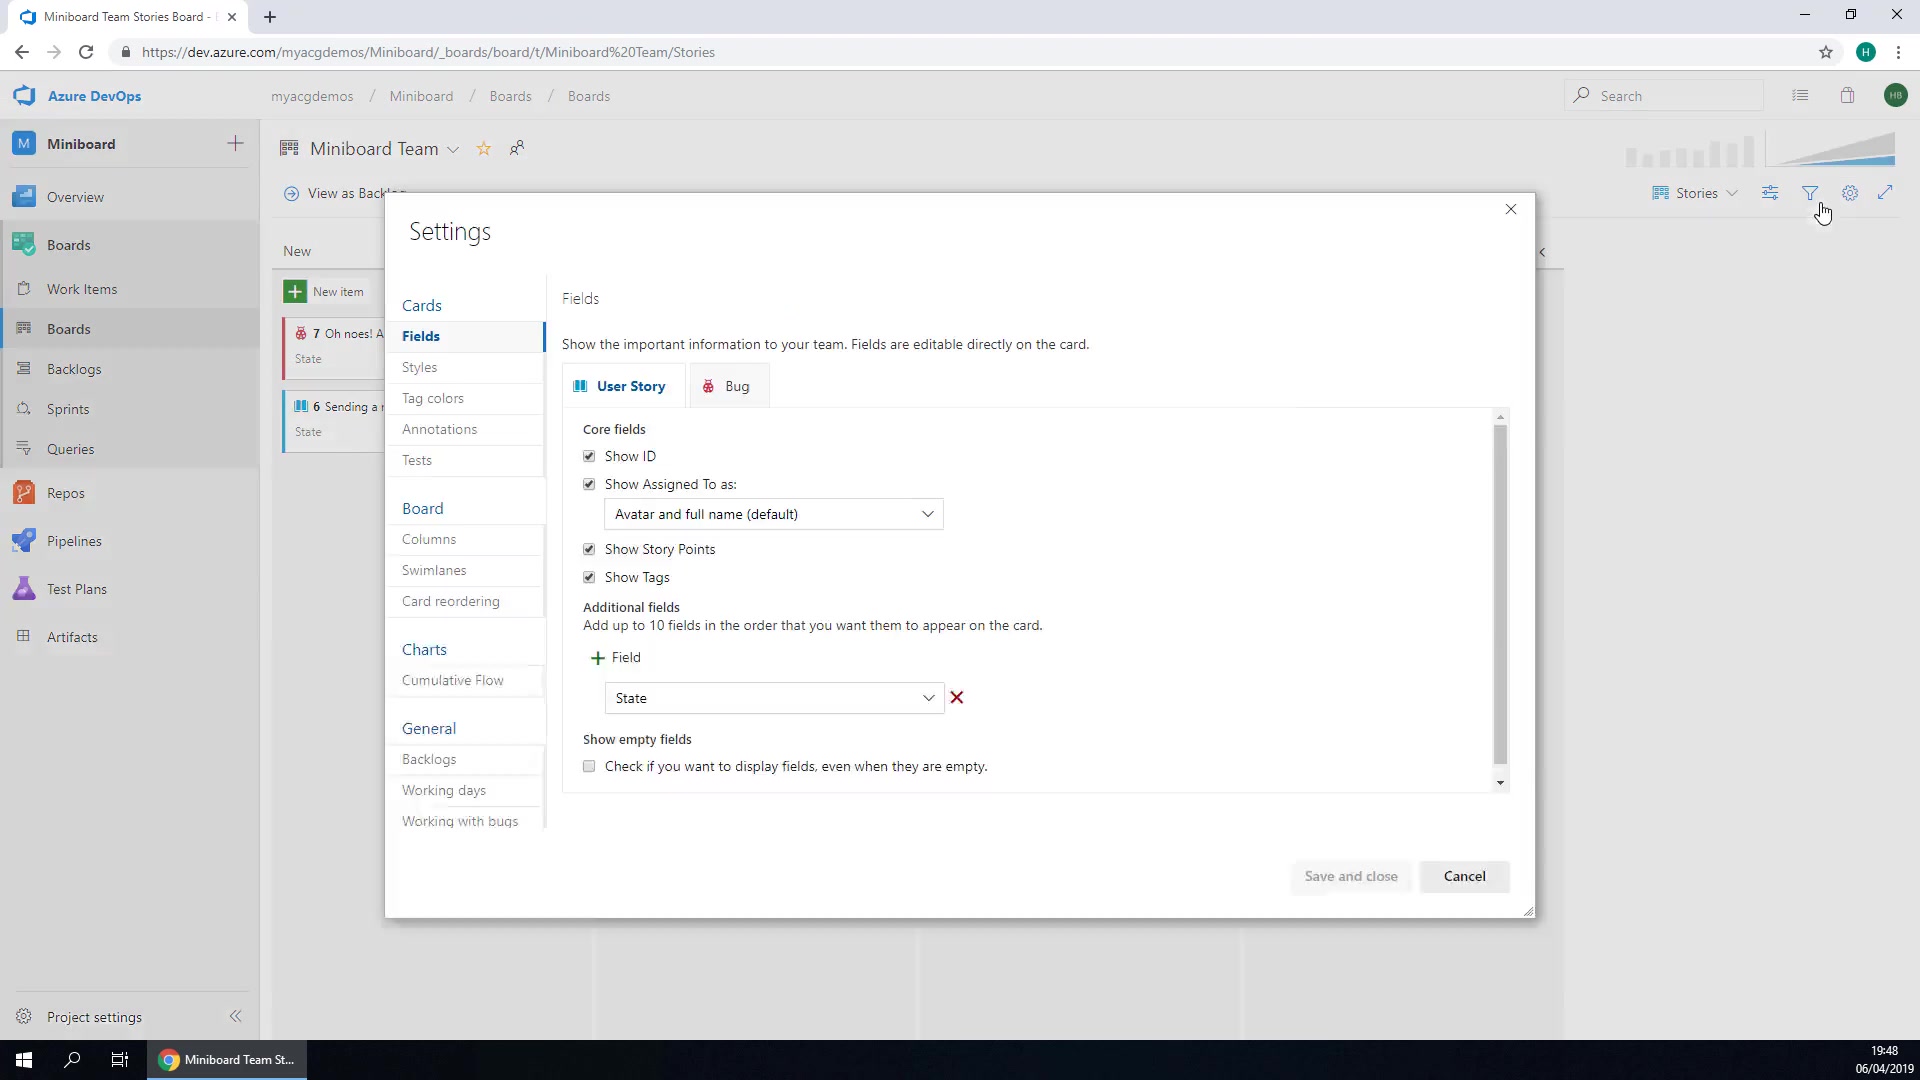 Miniboard Team Stories Board -
https://dev.azure.com/myacgdemos/Miniboard/_boards/board/t/Miniboard%20Team/Stories
H
Azure DevOps
myacgdemos / Miniboard / Boards / Boards
Search
HB
M Miniboard
Miniboard Team
Overview
View as Backlog
Stories
Boards
New
Work Items
New item
Boards
7 Oh noes! A
State
Backlogs
6 Sending a
State
Sprints
Queries
Repos
Pipelines
Test Plans
Artifacts
Project settings
Settings
Cards
Fields
Styles
Tag colors
Annotations
Tests
Board
Columns
Swimlanes
Card reordering
Charts
Cumulative Flow
General
Backlogs
Working days
Working with bugs
Fields
Show the important information to your team. Fields are editable directly on the card.
User Story
Bug
Core fields
Show ID
Show Assigned To as:
Avatar and full name (default)
Show Story Points
Show Tags
Additional fields
Add up to 10 fields in the order that you want them to appear on the card.
Field
State
Show empty fields
Check if you want to display fields, even when they are empty.
Save and close
Cancel
Miniboard Team St...
19:48
06/04/2019